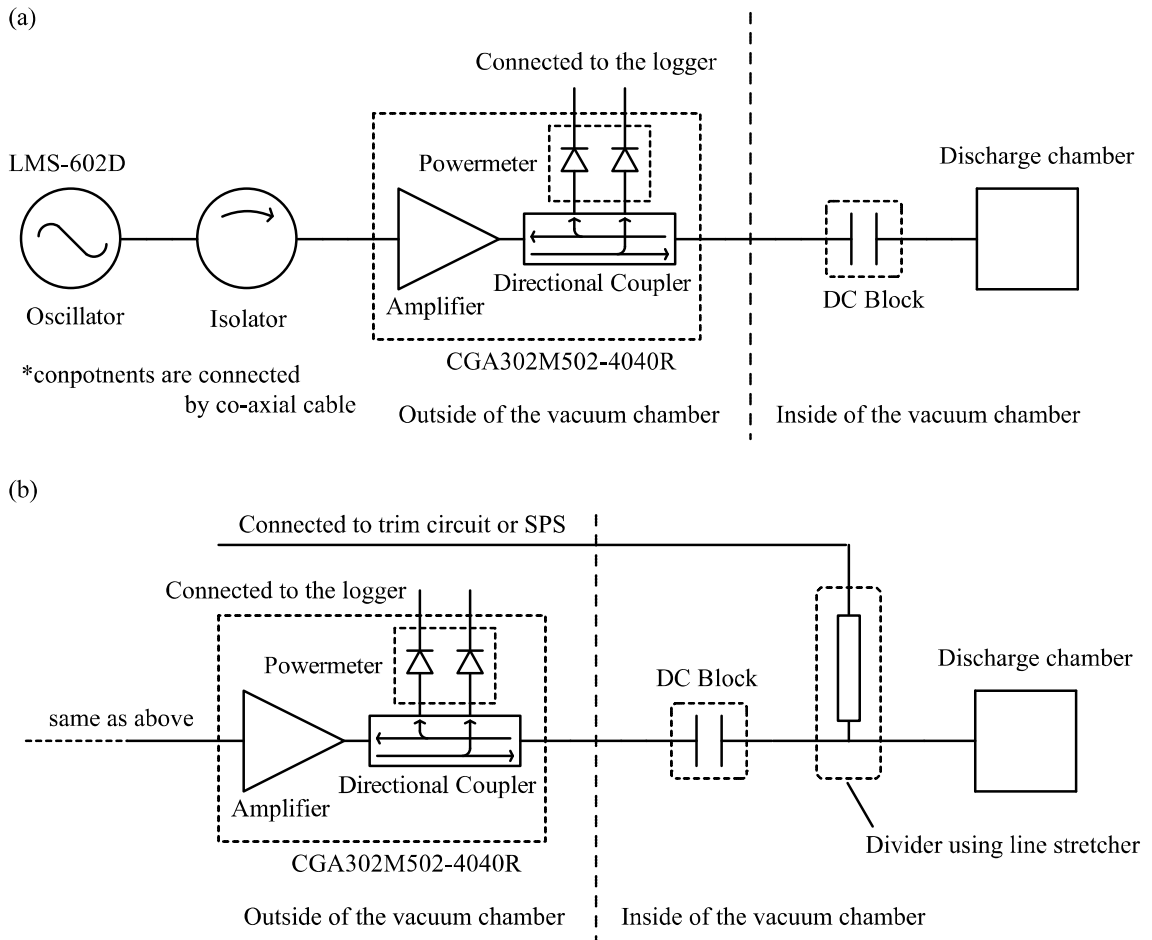 (a)
Connected to the logger
LMS-602D
Powermeter
Discharge chamber
Directional Coupler
Amplifier
DC Block
Oscillator
Isolator
CGA302M502-4040R
*conpotnents are connected
by co-axial cable
Outside of the vacuum chamber
Inside of the vacuum chamber
(b)
Connected to trim circuit or SPS
Connected to the logger
Powermeter
DC Block
Discharge chamber
same as above
Directional Coupler
Amplifier
Divider using line stretcher
CGA302M502-4040R
Outside of the vacuum chamber
Inside of the vacuum chamber